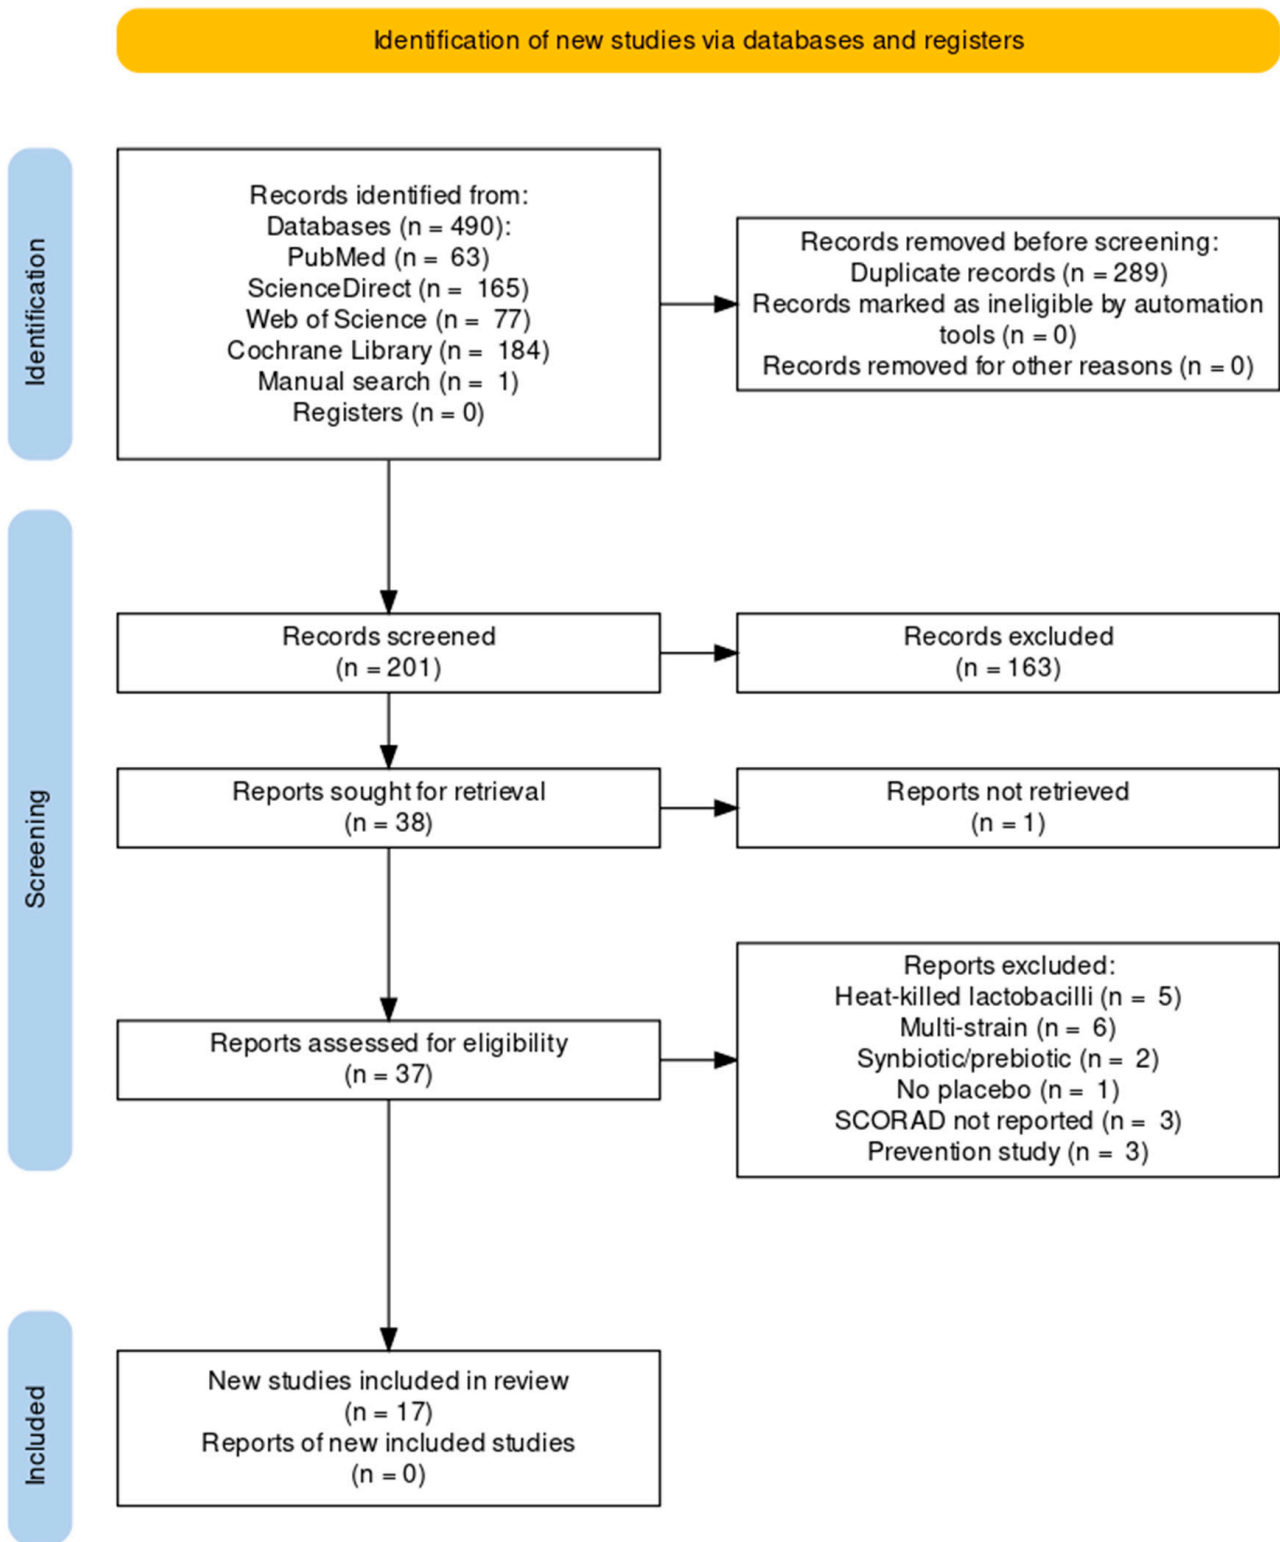 Identification of new studies via databases and registers
Identification
Records identified from:
Databases (n = 490):
PubMed (n = 63)
ScienceDirect (n = 165)
Web of Science (n = 77)
Cochrane Library (n = 184)
Manual search (n = 1)
Registers (n = 0)
Records removed before screening:
Duplicate records (n = 289)
Records marked as ineligible by automation
tools (n = 0)
Records removed for other reasons (n = 0)
Screening
Records screened
(n = 201)
Records excluded
(n = 163)
Reports sought for retrieval
(n = 38)
Reports not retrieved
(n = 1)
Reports assessed for eligibility
(n = 37)
Reports excluded:
Heat-killed lactobacilli (n = 5)
Multi-strain (n = 6)
Synbiotic/prebiotic (n = 2)
No placebo (n = 1)
SCORAD not reported (n = 3)
Prevention study (n = 3)
Included
New studies included in review
(n = 17)
Reports of new included studies
(n = 0)